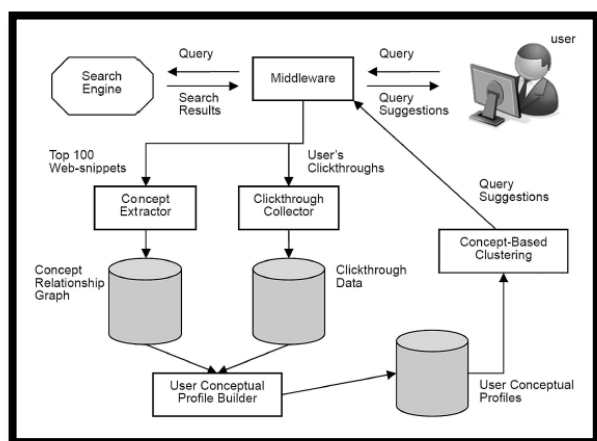 user
Query
Query
Search
Engine
Middleware
Search
Results
Query
Suggestions
Top 100
Web-snippets
User's
Clickthroughs
Query
Suggestions
Concept
Extractor
Clickthrough
Collector
Concept-Based
Clustering
Concept
Relationship
Graph
Clickthrough
Data
User Conceptual
Profile Builder
User Conceptual
Profiles